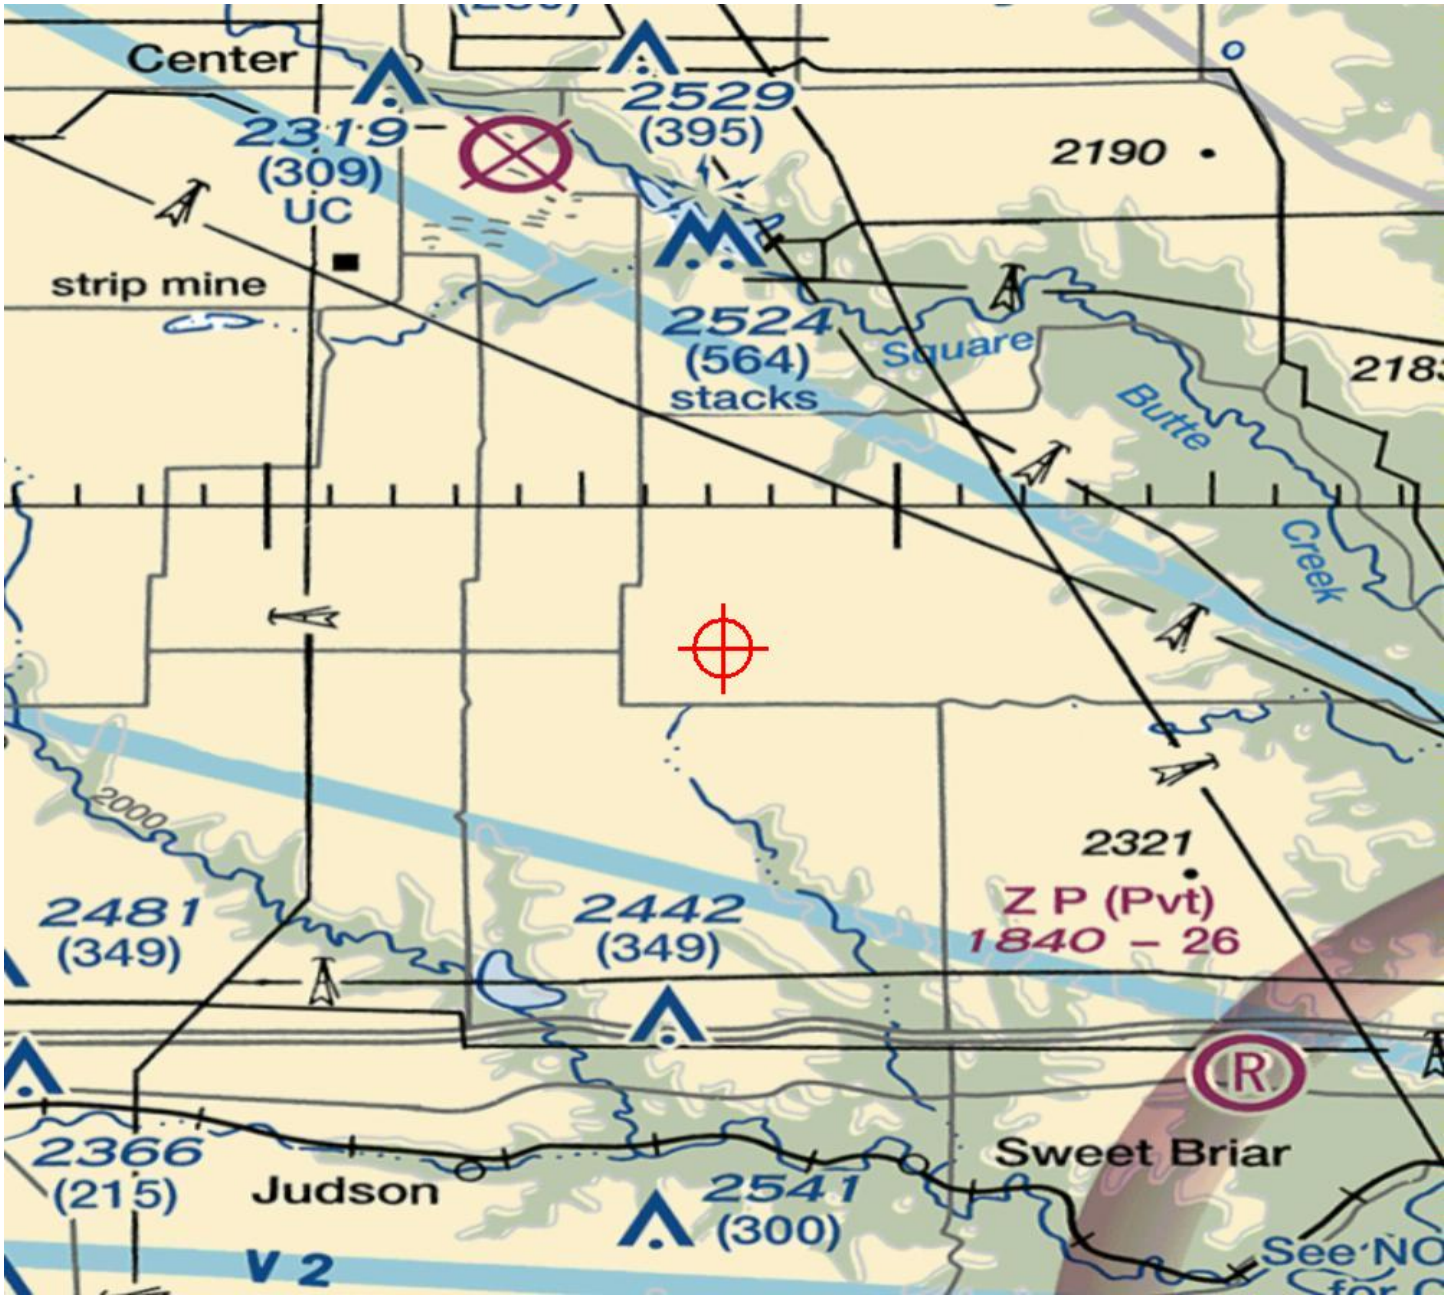 Center
2529
(395)
2319
(309)
UC
2190
strip mine
2524
(564)
stacks
Square
Butte
Creek
2000
2321
Z P (Pvt)
1840 - 26
2481
(349)
2442
(349)
R
2366
(215)
Judson
2541
(300)
Sweet Briar
V 2
See NO
for C